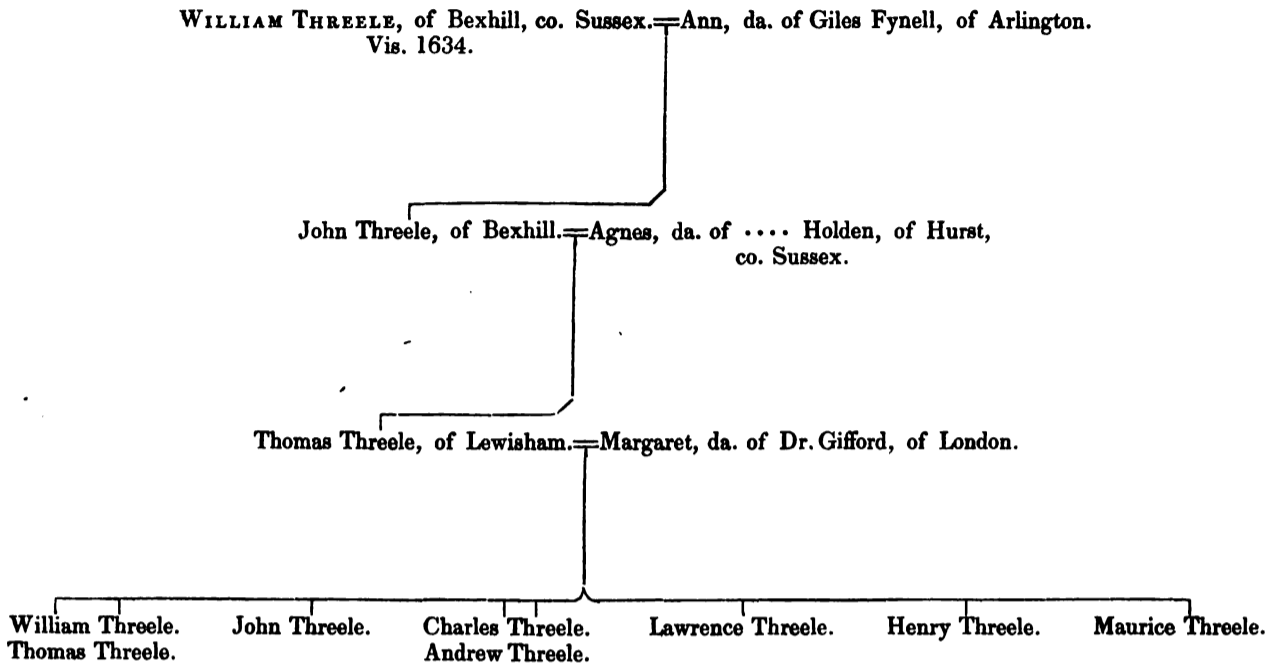 WILLIAM THREELE, of Bexhill, co. Sussex.=Ann, da. of Giles Fynell, of Arlington.
Vis. 1634.
John Threele, of Bexhill.=Agnes, da. of .... Holden, of Hurst,
co. Sussex.
Thomas Threele, of Lewisham.=Margaret, da. of Dr. Gifford, of London.
William Threele. John Threele. Charles Threele. Lawrence Threele. Henry Threele. Maurice Threele.
Thomas Threele. Andrew Threele.